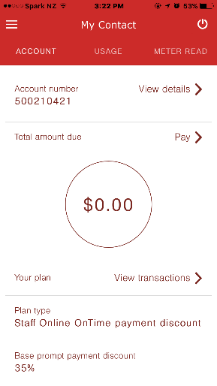 Spark NZ 3:22 PM 58%
My Contact
ACCOUNT USAGE METER READ
Account number View details
500210421
Total amount due Pay
$0.00
Your plan View transactions
Plan type
Staff Online OnTime payment discount
Base prompt payment discount
35%